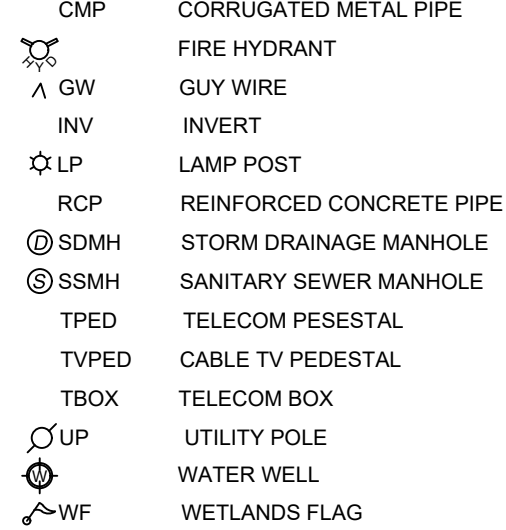 CMP CORRUGATED METAL PIPE
HYD FIRE HYDRANT
GW GUY WIRE
INV INVERT
LP LAMP POST
RCP REINFORCED CONCRETE PIPE
D SDMH STORM DRAINAGE MANHOLE
S SSMH SANITARY SEWER MANHOLE
TPED TELECOM PESESTAL
TVPED CABLE TV PEDESTAL
TBOX TELECOM BOX
UP UTILITY POLE
W WATER WELL
WF WETLANDS FLAG